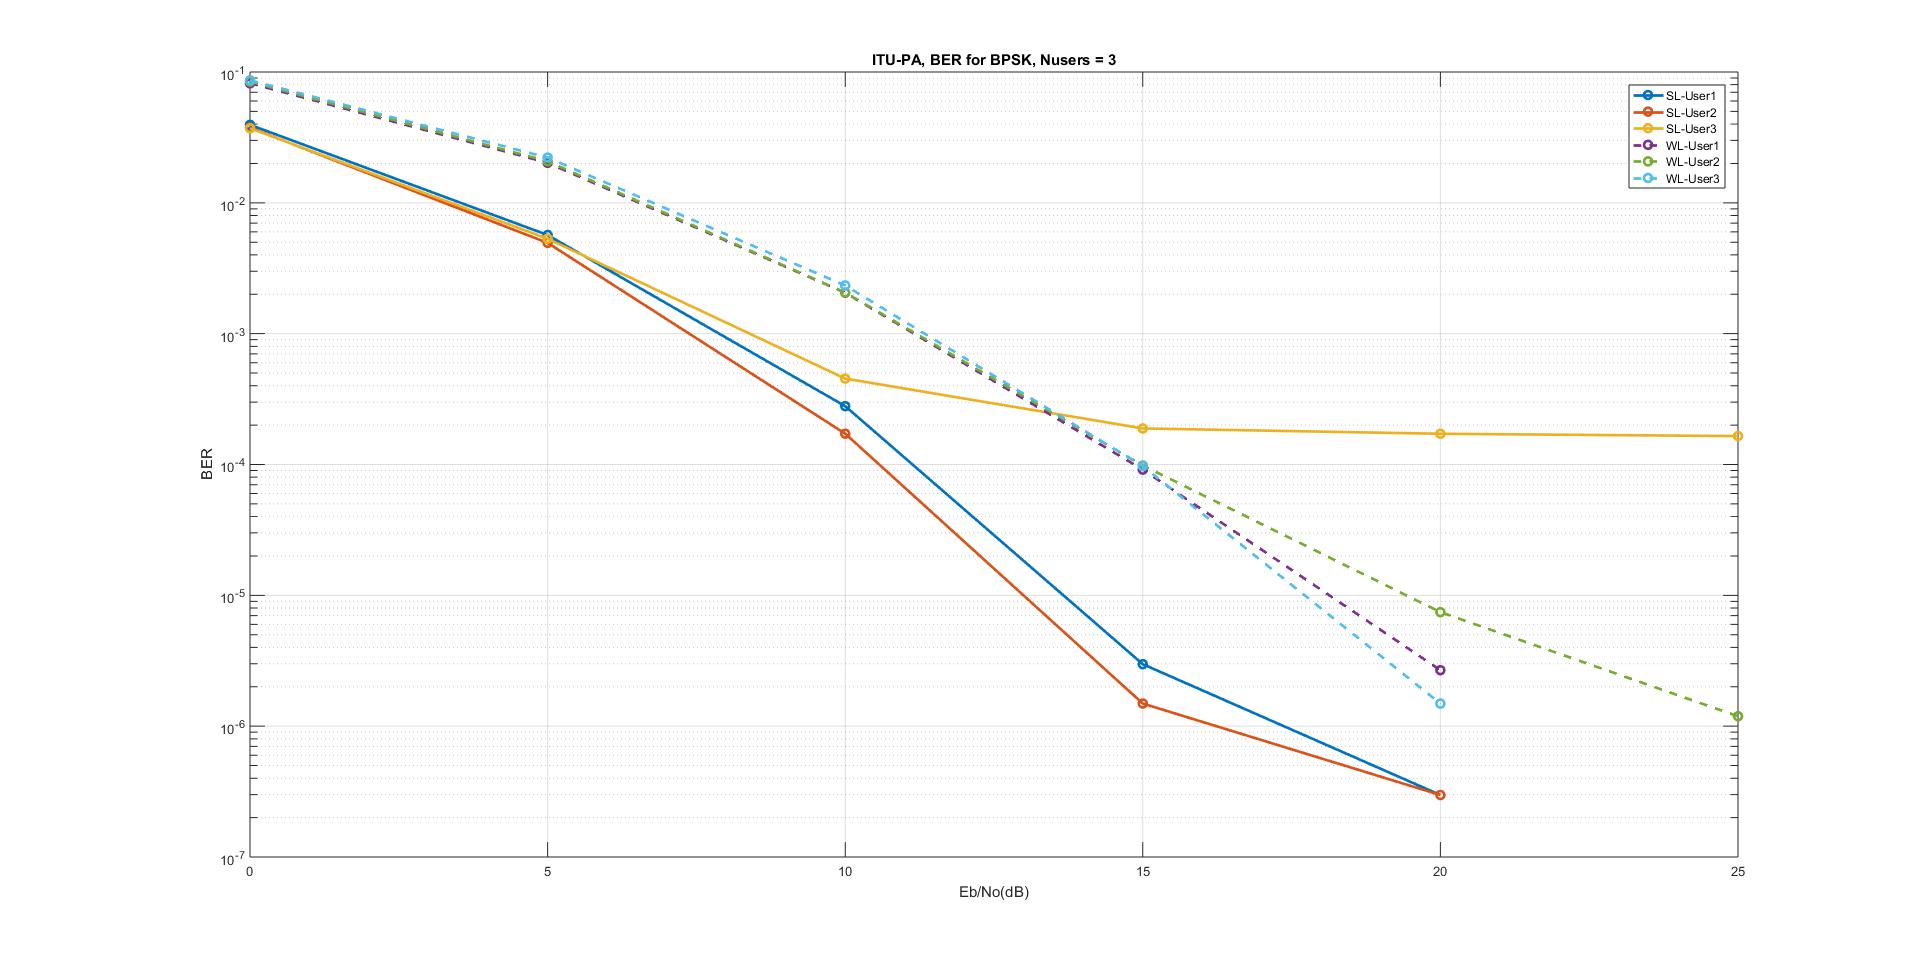 ITU-PA, BER for BPSK, Nusers = 3
SL-User1
SL-User2
SL-User3
WL-User1
WL-User2
WL-User3
10^-1
10^-2
10^-3
10^-4
10^-5
10^-6
10^-7
BER
0 5 10 15 20 25
Eb/No(dB)